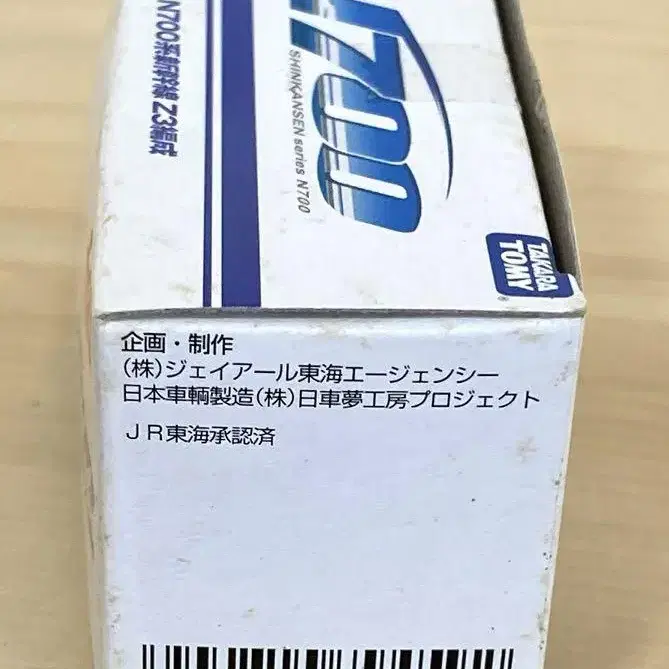 N700系新幹線 Z3編成
N700
SHINKANSEN series N700
TAKARA
TOMY
企画・制作
(株)ジェイアール東海エージェンシー
日本車輌製造(株)日車夢工房プロジェクト
JR東海承認済